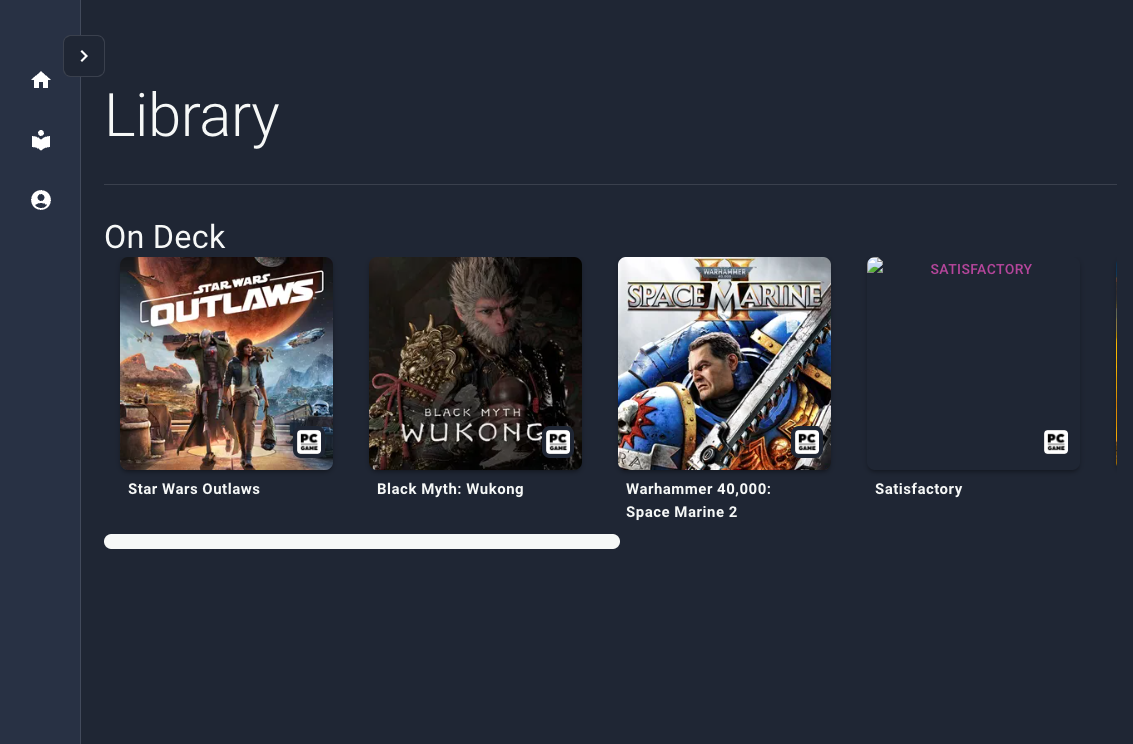 Library
On Deck
STAR WARS
OUTLAWS
PC
GAME
Star Wars Outlaws
BLACK MYTH
WUKONG
PC
GAME
Black Myth: Wukong
WARHAMMER
40,000
SPACE MARINE
II
PC
GAME
Warhammer 40,000:
Space Marine 2
SATISFACTORY
PC
GAME
Satisfactory